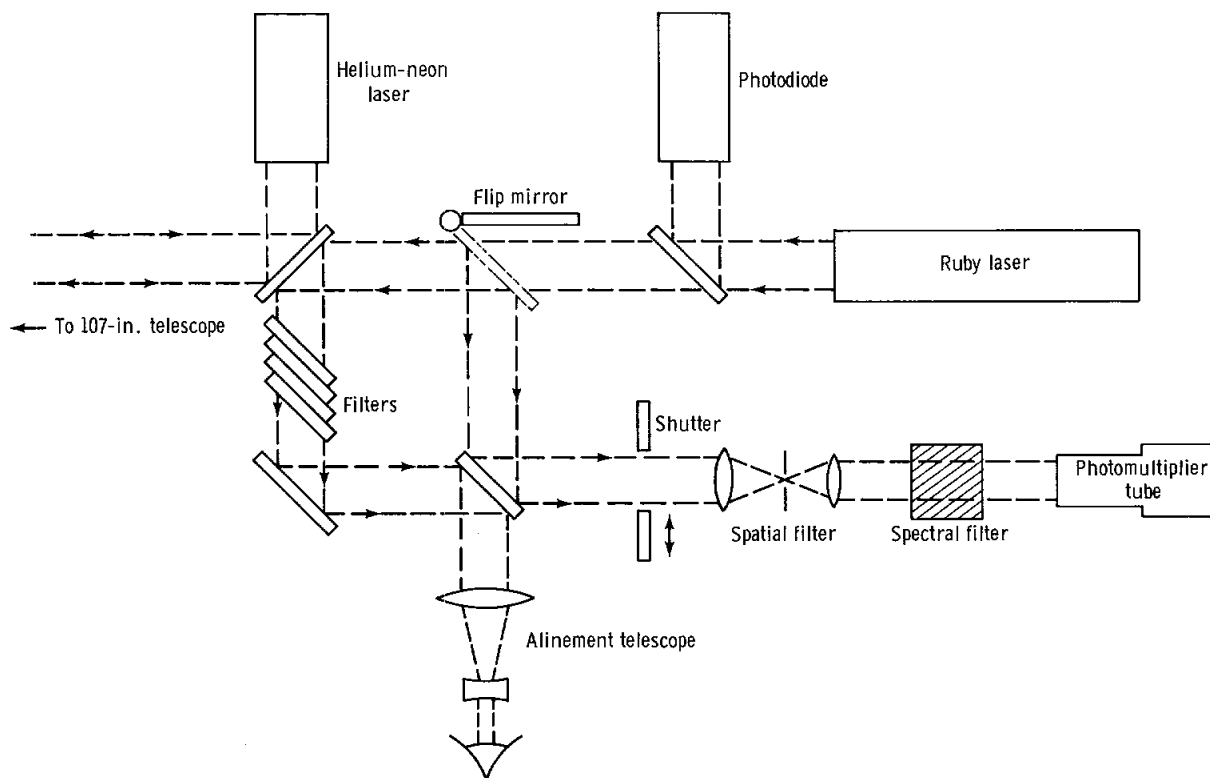 Helium-neon
laser
Photodiode
Flip mirror
Ruby laser
To 107-in. telescope
Filters
Shutter
Photomultiplier
tube
Spatial filter
Spectral filter
Alinement telescope